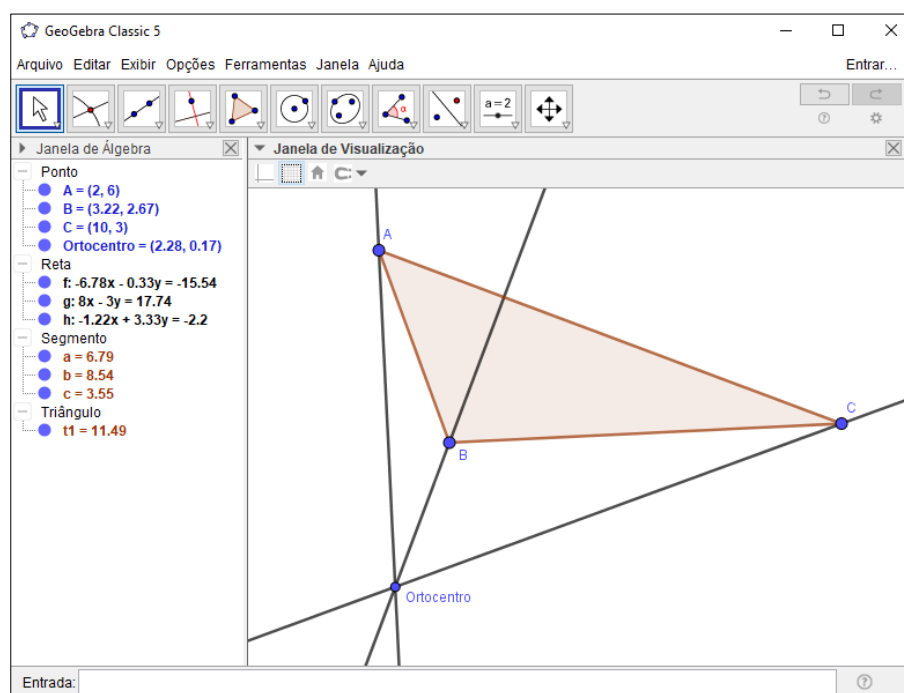 GeoGebra Classic 5
Arquivo Editar Exibir Opções Ferramentas Janela Ajuda Entrar...
a=2
Janela de Álgebra
Ponto
A = (2, 6)
B = (3.22, 2.67)
C = (10, 3)
Ortocentro = (2.28, 0.17)
Reta
f: -6.78x - 0.33y = -15.54
g: 8x - 3y = 17.74
h: -1.22x + 3.33y = -2.2
Segmento
a = 6.79
b = 8.54
c = 3.55
Triângulo
t1 = 11.49
Janela de Visualização
A
B
C
Ortocentro
Entrada: